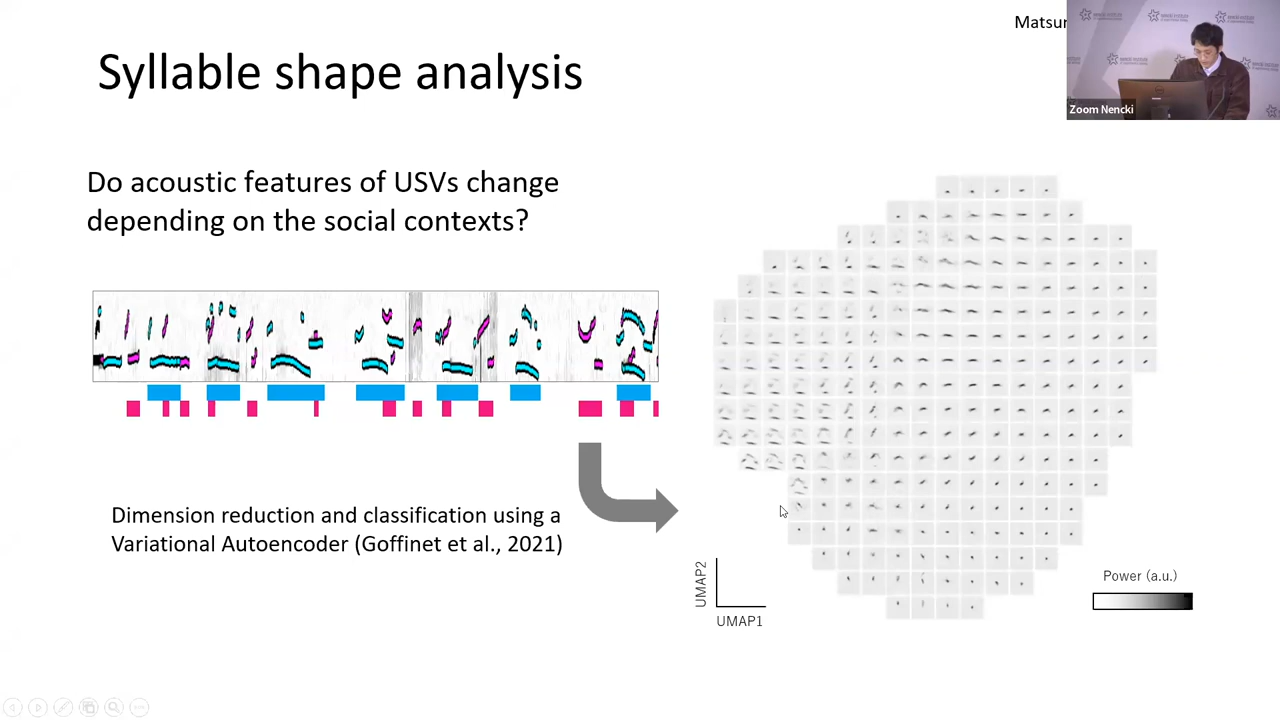 Matsur
Syllable shape analysis
Zoom Nencki
Do acoustic features of USVs change
depending on the social contexts?
Dimension reduction and classification using a
Variational Autoencoder (Goffinet et al., 2021)
UMAP2
UMAP1
Power (a.u.)